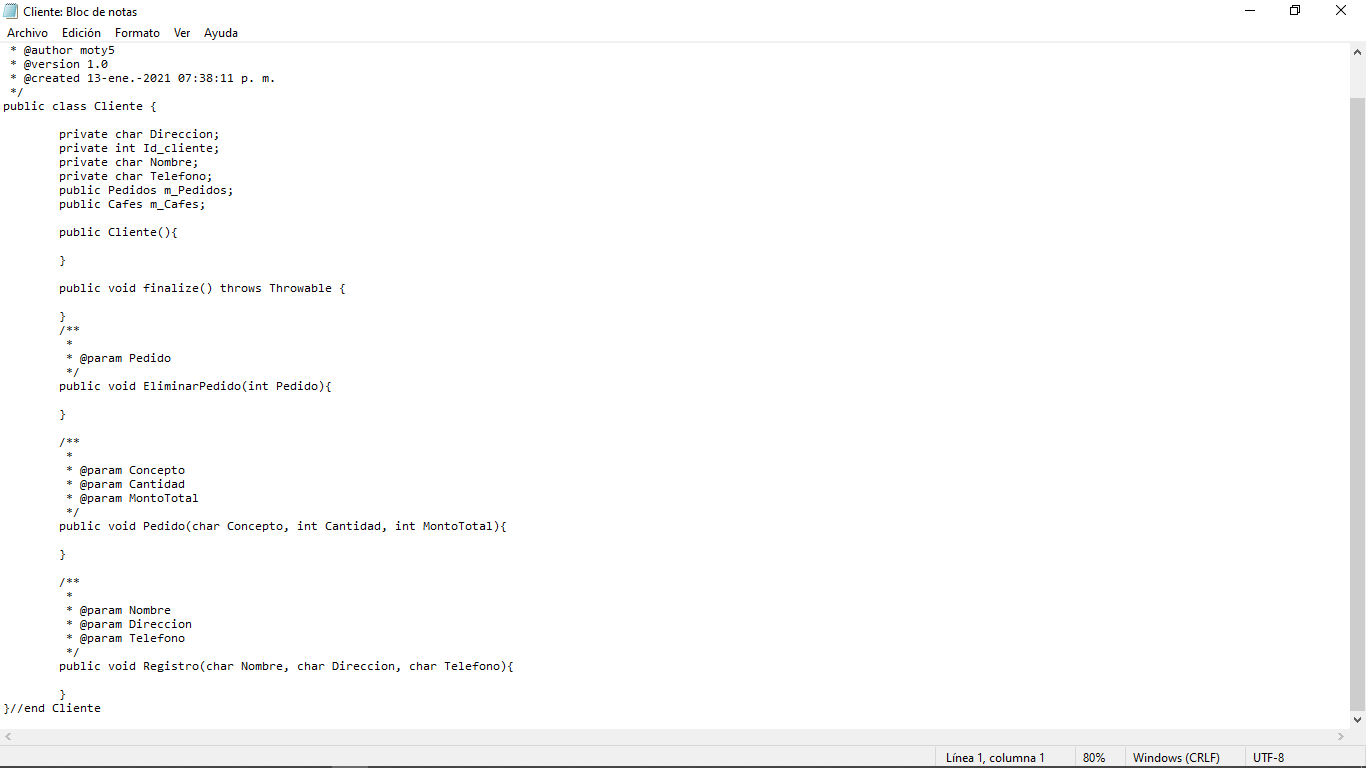 Cliente: Bloc de notas
Archivo Edición Formato Ver Ayuda
* @author moty5
* @version 1.0
* @created 13-ene.-2021 07:38:11 p. m.
*/
public class Cliente {
private char Direccion;
private int Id_cliente;
private char Nombre;
private char Telefono;
public Pedidos m_Pedidos;
public Cafes m_Cafes;
public Cliente(){
}
public void finalize() throws Throwable {
}
/**
*
* @param Pedido
*/
public void EliminarPedido(int Pedido){
}
/**
*
* @param Concepto
* @param Cantidad
* @param MontoTotal
*/
public void Pedido(char Concepto, int Cantidad, int MontoTotal){
}
/**
*
* @param Nombre
* @param Direccion
* @param Telefono
*/
public void Registro(char Nombre, char Direccion, char Telefono){
}
}//end Cliente
Línea 1, columna 1 80% Windows (CRLF) UTF-8